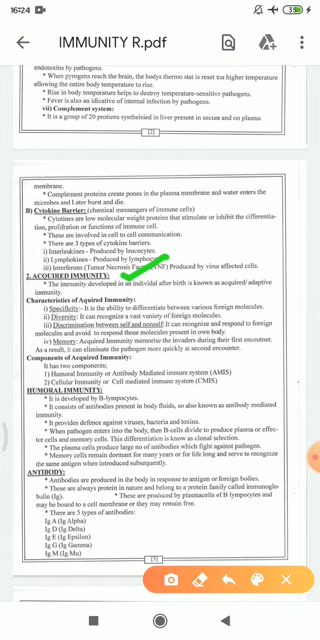 16:24
35
IMMUNITY R.pdf
endotoxins by pathogens.
* When pyrogens reach the brain, the bodys thermo stat is reset toa higher temperature
allowing the entire body temperature to rise.
* Rise in body temperature helps to destroy temperature-sensitive pathogens.
* Fever is also an idicative of internal infection by pathogens.
vii) Complement system:
* It is a group of 20 protiens syntheisied in liver present in secum and on plasma
[2]
membrane.
* Complement proteins create pones in the plasma membrane and water enters the
microbes and Later burst and die.
B) Cytokine Barrier: (chemical messangers of immune cells)
* Cytotines are low molecular weight proteins that stimulate or inhibit the differentia-
tion, prolifration or functions of immune cell.
* These are involved in cell to cell communication.
* There are 3 types of cytokine barriers.
i) Interleukines - Produced by leucocytes.
ii) Lymphokines - Produced by
iii) Interferons (Tumor Necrosis TNF) Produced by virus affected cells.
2. ACQUIRED IMMUNITY:
* The imunity developed in an individual after birth is known as acquired/adaptive
immunity.
Characteristics of Aquired Immunity:
i) Specificity:- It is the ability to differentiate between various foreign molecules.
ii) Diversity: It can recognize a vast variety of foreign molecules.
iii) Discrimination between self and nonself: It can recognize and respond to foreign
molecules and avoid to respond those molecules present in own body.
iv) Memory: Acquired Immunity memorise the invaders during their first encounter.
As a result, it can eliminate the pathogen more quickly at second encounter.
Components of Acquired Immunity:
It has two components;
1) Humoral Immunity or Antibody Mediated immure system (AMIS)
2) Cellular Immunity or Cell mediated immune system (CMIS)
HUMORAL IMMUNITY:
* It is developed by B-lymphocytes.
* It consists of antibodies present in body fluids, so also known as antibody mediated
immunity.
* It provides defence against viruses, bacteria and toxins.
* When pathogen enters into the body, then B-cells divide to produce plasma or effec-
tor cells and memory cells. This differentiation is know as clonal selection.
* The plasma cells produce large no of antibodies which fight against pathogen.
* Memory cells remain dormant for many years or for life long and serve to recognize
the same antigen when introduced subsequently.
ANTIBODY:
* Antibodies are produced in the body in response to antigen or foreign bodies.
* These are always protein in nature and belong to a protein family called immunoglo-
bulin (Ig). * These are produced by plasmacells of B lympocytes and
may be bound to a cell membrane or they may remain free.
* There are 5 types of antibodies:
Ig A (Ig Alpha)
Ig D (Ig Delta)
Ig E (Ig Epsilon)
Ig G (Ig Gamma)
Ig M (Ig Mu)
[3]